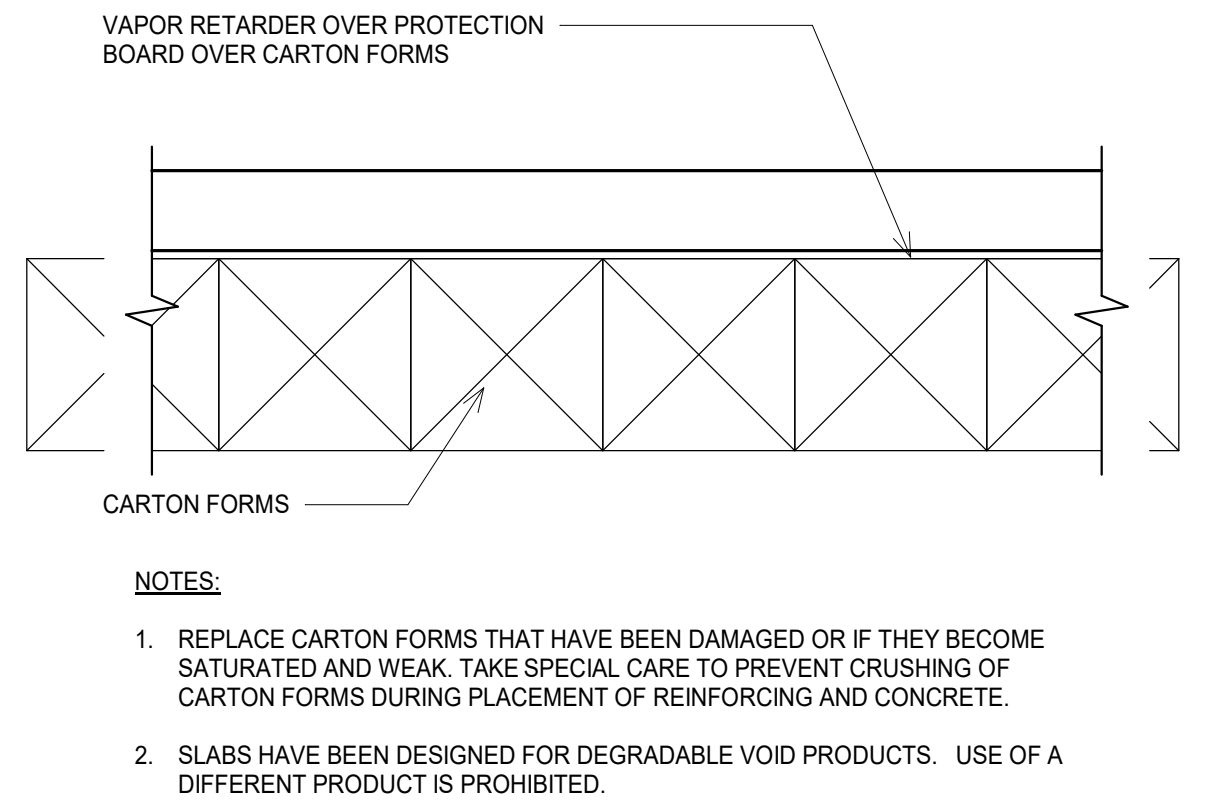 VAPOR RETARDER OVER PROTECTION
BOARD OVER CARTON FORMS
CARTON FORMS
NOTES:
1. REPLACE CARTON FORMS THAT HAVE BEEN DAMAGED OR IF THEY BECOME
SATURATED AND WEAK. TAKE SPECIAL CARE TO PREVENT CRUSHING OF
CARTON FORMS DURING PLACEMENT OF REINFORCING AND CONCRETE.
2. SLABS HAVE BEEN DESIGNED FOR DEGRADABLE VOID PRODUCTS. USE OF A
DIFFERENT PRODUCT IS PROHIBITED.